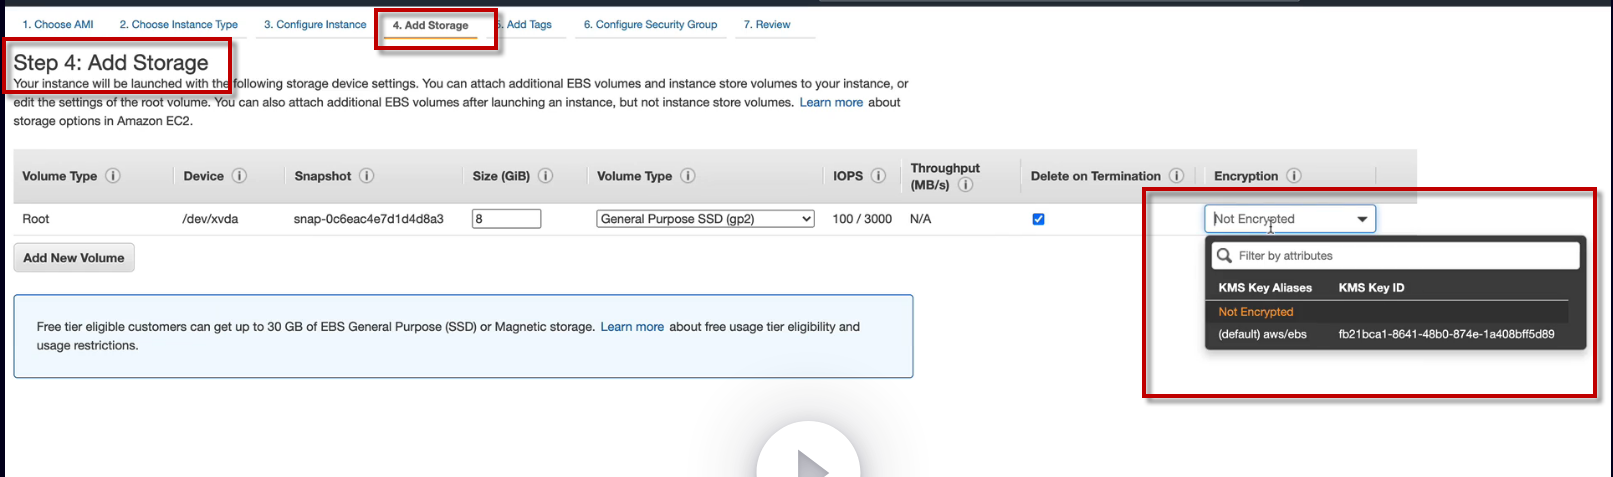 1. Choose AMI 2. Choose Instance Type 3. Configure Instance 4. Add Storage 5. Add Tags 6. Configure Security Group 7. Review
Step 4: Add Storage
Your instance will be launched with the following storage device settings. You can attach additional EBS volumes and instance store volumes to your instance, or
edit the settings of the root volume. You can also attach additional EBS volumes after launching an instance, but not instance store volumes. Learn more about
storage options in Amazon EC2.
Volume Type i Device i Snapshot i Size (GiB) i Volume Type i IOPS i Throughput (MB/s) i Delete on Termination i Encryption i
Root /dev/xvda snap-0c6eac4e7d1d4d8a3 8 General Purpose SSD (gp2) 100 / 3000 N/A Not Encrypted
Add New Volume
Filter by attributes
KMS Key Aliases KMS Key ID
Not Encrypted
(default) aws/ebs fb21bca1-8641-48b0-874e-1a408bff5d89
Free tier eligible customers can get up to 30 GB of EBS General Purpose (SSD) or Magnetic storage. Learn more about free usage tier eligibility and
usage restrictions.